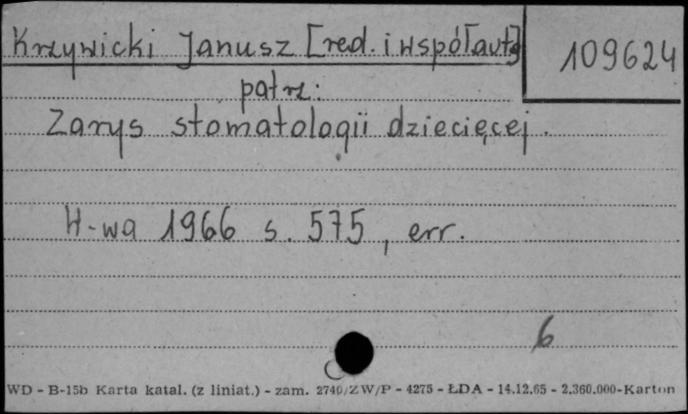 Krzywicki Janusz [red. i współaut.]
109624
patrz:
Zarys stomatologii dziecięcej.
W-wa 1966 s. 575, err.
6
WD - B-15b Karta katal. (z liniat.) - zam. 2740/ZW/P - 4275 - ŁDA - 14.12.65 - 2.360.000-Karton